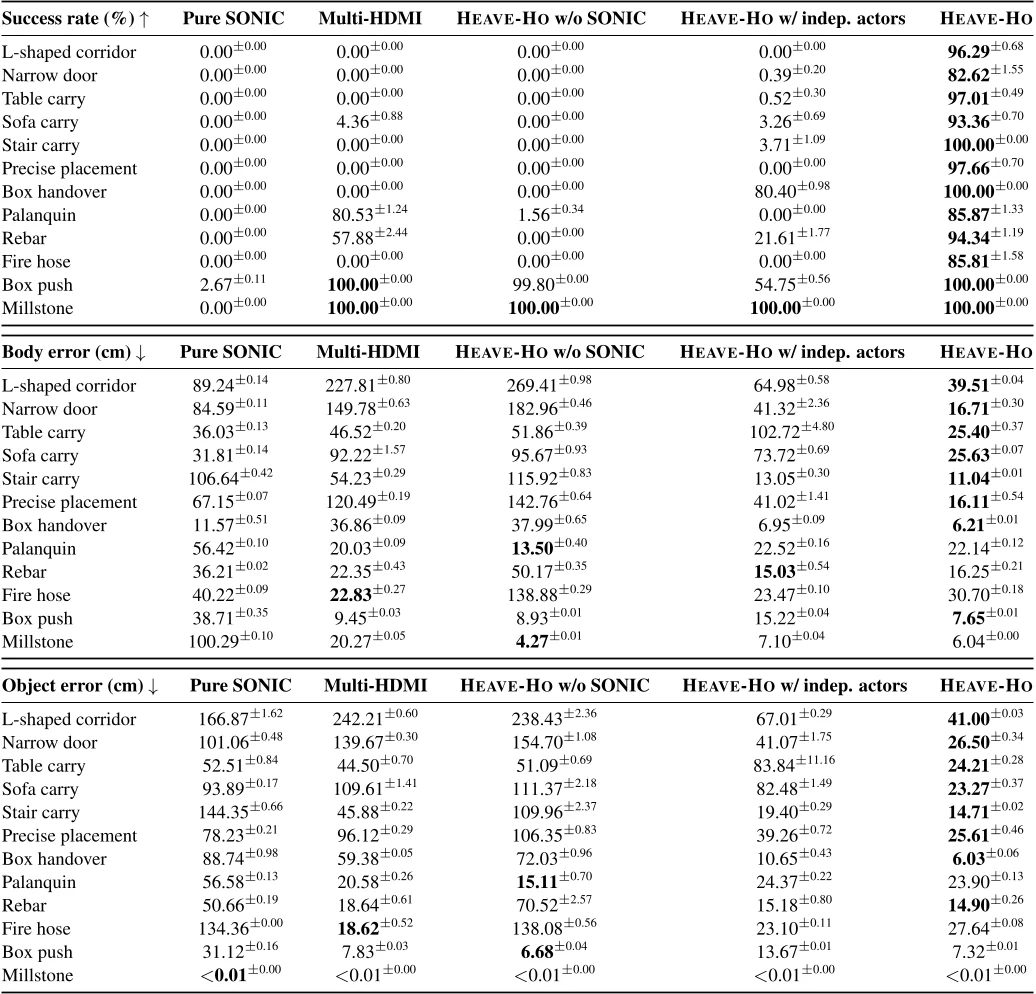 Success rate (%) ↑ Pure SONIC Multi-HDMI HEAVE-HO w/o SONIC HEAVE-HO w/ indep. actors HEAVE-HO
L-shaped corridor 0.00±0.00 0.00±0.00 0.00±0.00 0.00±0.00 96.29±0.68
Narrow door 0.00±0.00 0.00±0.00 0.00±0.00 0.39±0.20 82.62±1.55
Table carry 0.00±0.00 0.00±0.00 0.00±0.00 0.52±0.30 97.01±0.49
Sofa carry 0.00±0.00 4.36±0.88 0.00±0.00 3.26±0.69 93.36±0.70
Stair carry 0.00±0.00 0.00±0.00 0.00±0.00 3.71±1.09 100.00±0.00
Precise placement 0.00±0.00 0.00±0.00 0.00±0.00 0.00±0.00 97.66±0.70
Box handover 0.00±0.00 0.00±0.00 0.00±0.00 80.40±0.98 100.00±0.00
Palanquin 0.00±0.00 80.53±1.24 1.56±0.34 0.00±0.00 85.87±1.33
Rebar 0.00±0.00 57.88±2.44 0.00±0.00 21.61±1.77 94.34±1.19
Fire hose 0.00±0.00 0.00±0.00 0.00±0.00 0.00±0.00 85.81±1.58
Box push 2.67±0.11 100.00±0.00 99.80±0.00 54.75±0.56 100.00±0.00
Millstone 0.00±0.00 100.00±0.00 100.00±0.00 100.00±0.00 100.00±0.00
Body error (cm) ↓ Pure SONIC Multi-HDMI HEAVE-HO w/o SONIC HEAVE-HO w/ indep. actors HEAVE-HO
L-shaped corridor 89.24±0.14 227.81±0.80 269.41±0.98 64.98±0.58 39.51±0.04
Narrow door 84.59±0.11 149.78±0.63 182.96±0.46 41.32±2.36 16.71±0.30
Table carry 36.03±0.13 46.52±0.20 51.86±0.39 102.72±4.80 25.40±0.37
Sofa carry 31.81±0.14 92.22±1.57 95.67±0.93 73.72±0.69 25.63±0.07
Stair carry 106.64±0.42 54.23±0.29 115.92±0.83 13.05±0.30 11.04±0.01
Precise placement 67.15±0.07 120.49±0.19 142.76±0.64 41.02±1.41 16.11±0.54
Box handover 11.57±0.51 36.86±0.09 37.99±0.65 6.95±0.09 6.21±0.01
Palanquin 56.42±0.10 20.03±0.09 13.50±0.40 22.52±0.16 22.14±0.12
Rebar 36.21±0.02 22.35±0.43 50.17±0.35 15.03±0.54 16.25±0.21
Fire hose 40.22±0.09 22.83±0.27 138.88±0.29 23.47±0.10 30.70±0.18
Box push 38.71±0.35 9.45±0.03 8.93±0.01 15.22±0.04 7.65±0.01
Millstone 100.29±0.10 20.27±0.05 4.27±0.01 7.10±0.04 6.04±0.00
Object error (cm) ↓ Pure SONIC Multi-HDMI HEAVE-HO w/o SONIC HEAVE-HO w/ indep. actors HEAVE-HO
L-shaped corridor 166.87±1.62 242.21±0.60 238.43±2.36 67.01±0.29 41.00±0.03
Narrow door 101.06±0.48 139.67±0.30 154.70±1.08 41.07±1.75 26.50±0.34
Table carry 52.51±0.84 44.50±0.70 51.09±0.69 83.84±11.16 24.21±0.28
Sofa carry 93.89±0.17 109.61±1.41 111.37±2.18 82.48±1.49 23.27±0.37
Stair carry 144.35±0.66 45.88±0.22 109.96±2.37 19.40±0.29 14.71±0.02
Precise placement 78.23±0.21 96.12±0.29 106.35±0.83 39.26±0.72 25.61±0.46
Box handover 88.74±0.98 59.38±0.05 72.03±0.96 10.65±0.43 6.03±0.06
Palanquin 56.58±0.13 20.58±0.26 15.11±0.70 24.37±0.22 23.90±0.13
Rebar 50.66±0.19 18.64±0.61 70.52±2.57 15.18±0.80 14.90±0.26
Fire hose 134.36±0.00 18.62±0.52 138.08±0.56 23.10±0.11 27.64±0.08
Box push 31.12±0.16 7.83±0.03 6.68±0.04 13.67±0.01 7.32±0.01
Millstone <0.01±0.00 <0.01±0.00 <0.01±0.00 <0.01±0.00 <0.01±0.00